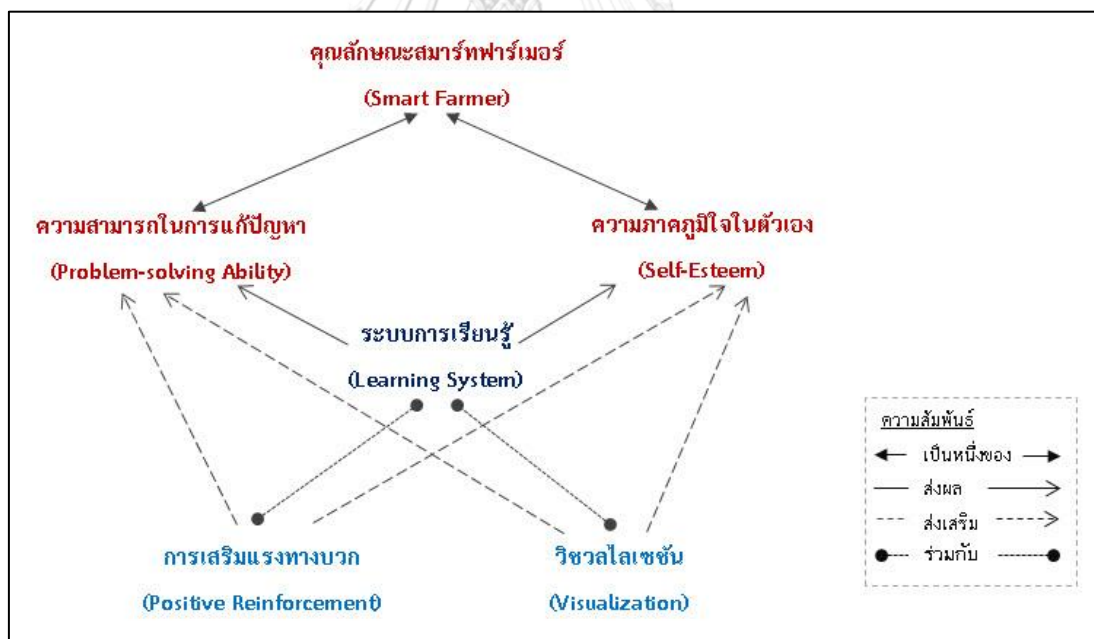 คุณลักษณะสมาร์ทฟาร์เมอร์
(Smart Farmer)
ความสามารถในการแก้ปัญหา
(Problem-solving Ability)
ความภาคภูมิใจในตัวเอง
(Self-Esteem)
ระบบการเรียนรู้
(Learning System)
การเสริมแรงทางบวก
(Positive Reinforcement)
วิชวลไลเซชัน
(Visualization)
ความสัมพันธ์
เป็นหนึ่งของ
ส่งผล
ส่งเสริม
ร่วมกับ